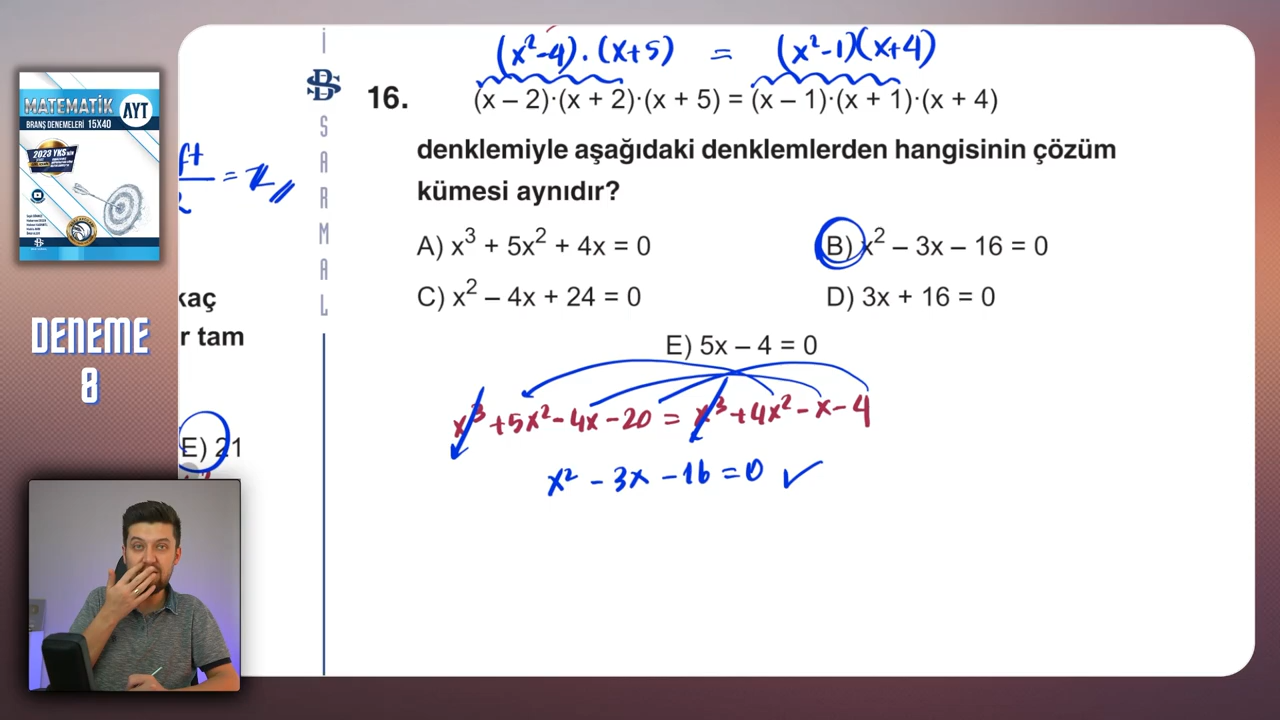 MATEMATİK
AYT
BRANŞ DENEMELERİ 15X40
2023 YKS'NİN
DENEME
8
kaç
r tam
E) 21
İ
S
A
R
M
A
L
(x²-4).(x+5) = (x²-1)(x+4)
16. (x – 2)·(x + 2)·(x + 5) = (x – 1)·(x + 1)·(x + 4)
denklemiyle aşağıdaki denklemlerden hangisinin çözüm
kümesi aynıdır?
A) x³ + 5x² + 4x = 0
B) x² – 3x – 16 = 0
C) x² – 4x + 24 = 0
D) 3x + 16 = 0
E) 5x – 4 = 0
x³ +5x²-4x-20 = x³+4x²-x-4
x² -3x -16 =0 ✓